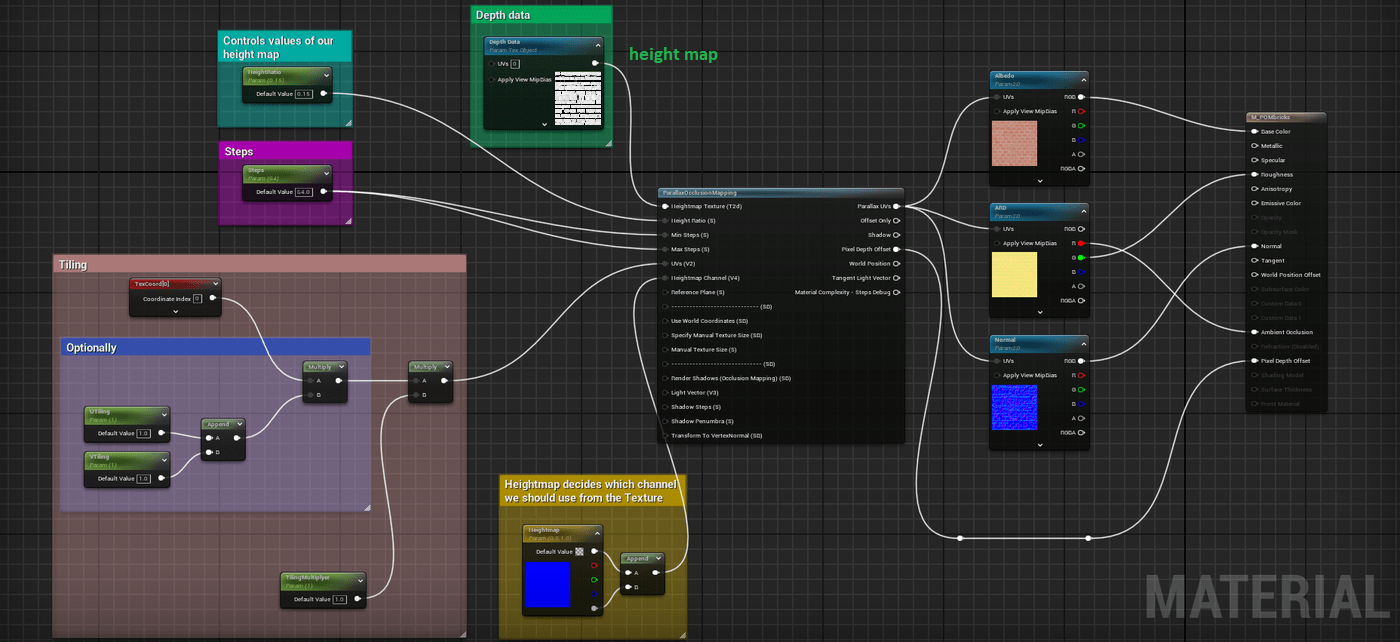 Controls values of our
height map
HeightRatio
Param (0.15)
Default Value 0.15
Steps
Steps
Param (64)
Default Value 64.0
Depth data
Depth Data
Param Tex Object
UVs 0
Apply View MipBias
height map
Tiling
TexCoord[0]
Coordinate Index 0
Optionally
UTiling
Param (1)
Default Value 1.0
VTiling
Param (1)
Default Value 1.0
Append
A
B
Multiply
A
B
Multiply
A
B
TilingMultiplyer
Param (1)
Default Value 1.0
Heightmap decides which channel
we should use from the Texture
Heightmap
Param (0,0,1,0)
Default Value
Append
A
B
ParallaxOcclusionMapping
Heightmap Texture (T2d) Parallax UVs
Height Ratio (S) Offset Only
Min Steps (S) Shadow
Max Steps (S) Pixel Depth Offset
UVs (V2) World Position
Heightmap Channel (V4) Tangent Light Vector
Reference Plane (S) Material Complexity - Steps Debug
-------------------------- (SB)
Use World Coordinates (SB)
Specify Manual Texture Size (SB)
Manual Texture Size (S)
--------------------------- (SB)
Render Shadows (Occlusion Mapping) (SB)
Light Vector (V3)
Shadow Steps (S)
Shadow Penumbra (S)
Transform To VertexNormal (SB)
Albedo
Param2D
UVs RGB
Apply View MipBias R
G
B
A
RGBA
ARD
Param2D
UVs RGB
Apply View MipBias R
G
B
A
RGBA
Normal
Param2D
UVs RGB
Apply View MipBias R
G
B
A
RGBA
M_POMbricks
Base Color
Metallic
Specular
Roughness
Anisotropy
Emissive Color
Opacity
Opacity Mask
Normal
Tangent
World Position Offset
Subsurface Color
Custom Data 0
Custom Data 1
Ambient Occlusion
Refraction (Disabled)
Pixel Depth Offset
Shading Model
Surface Thickness
Front Material
MATERIAL